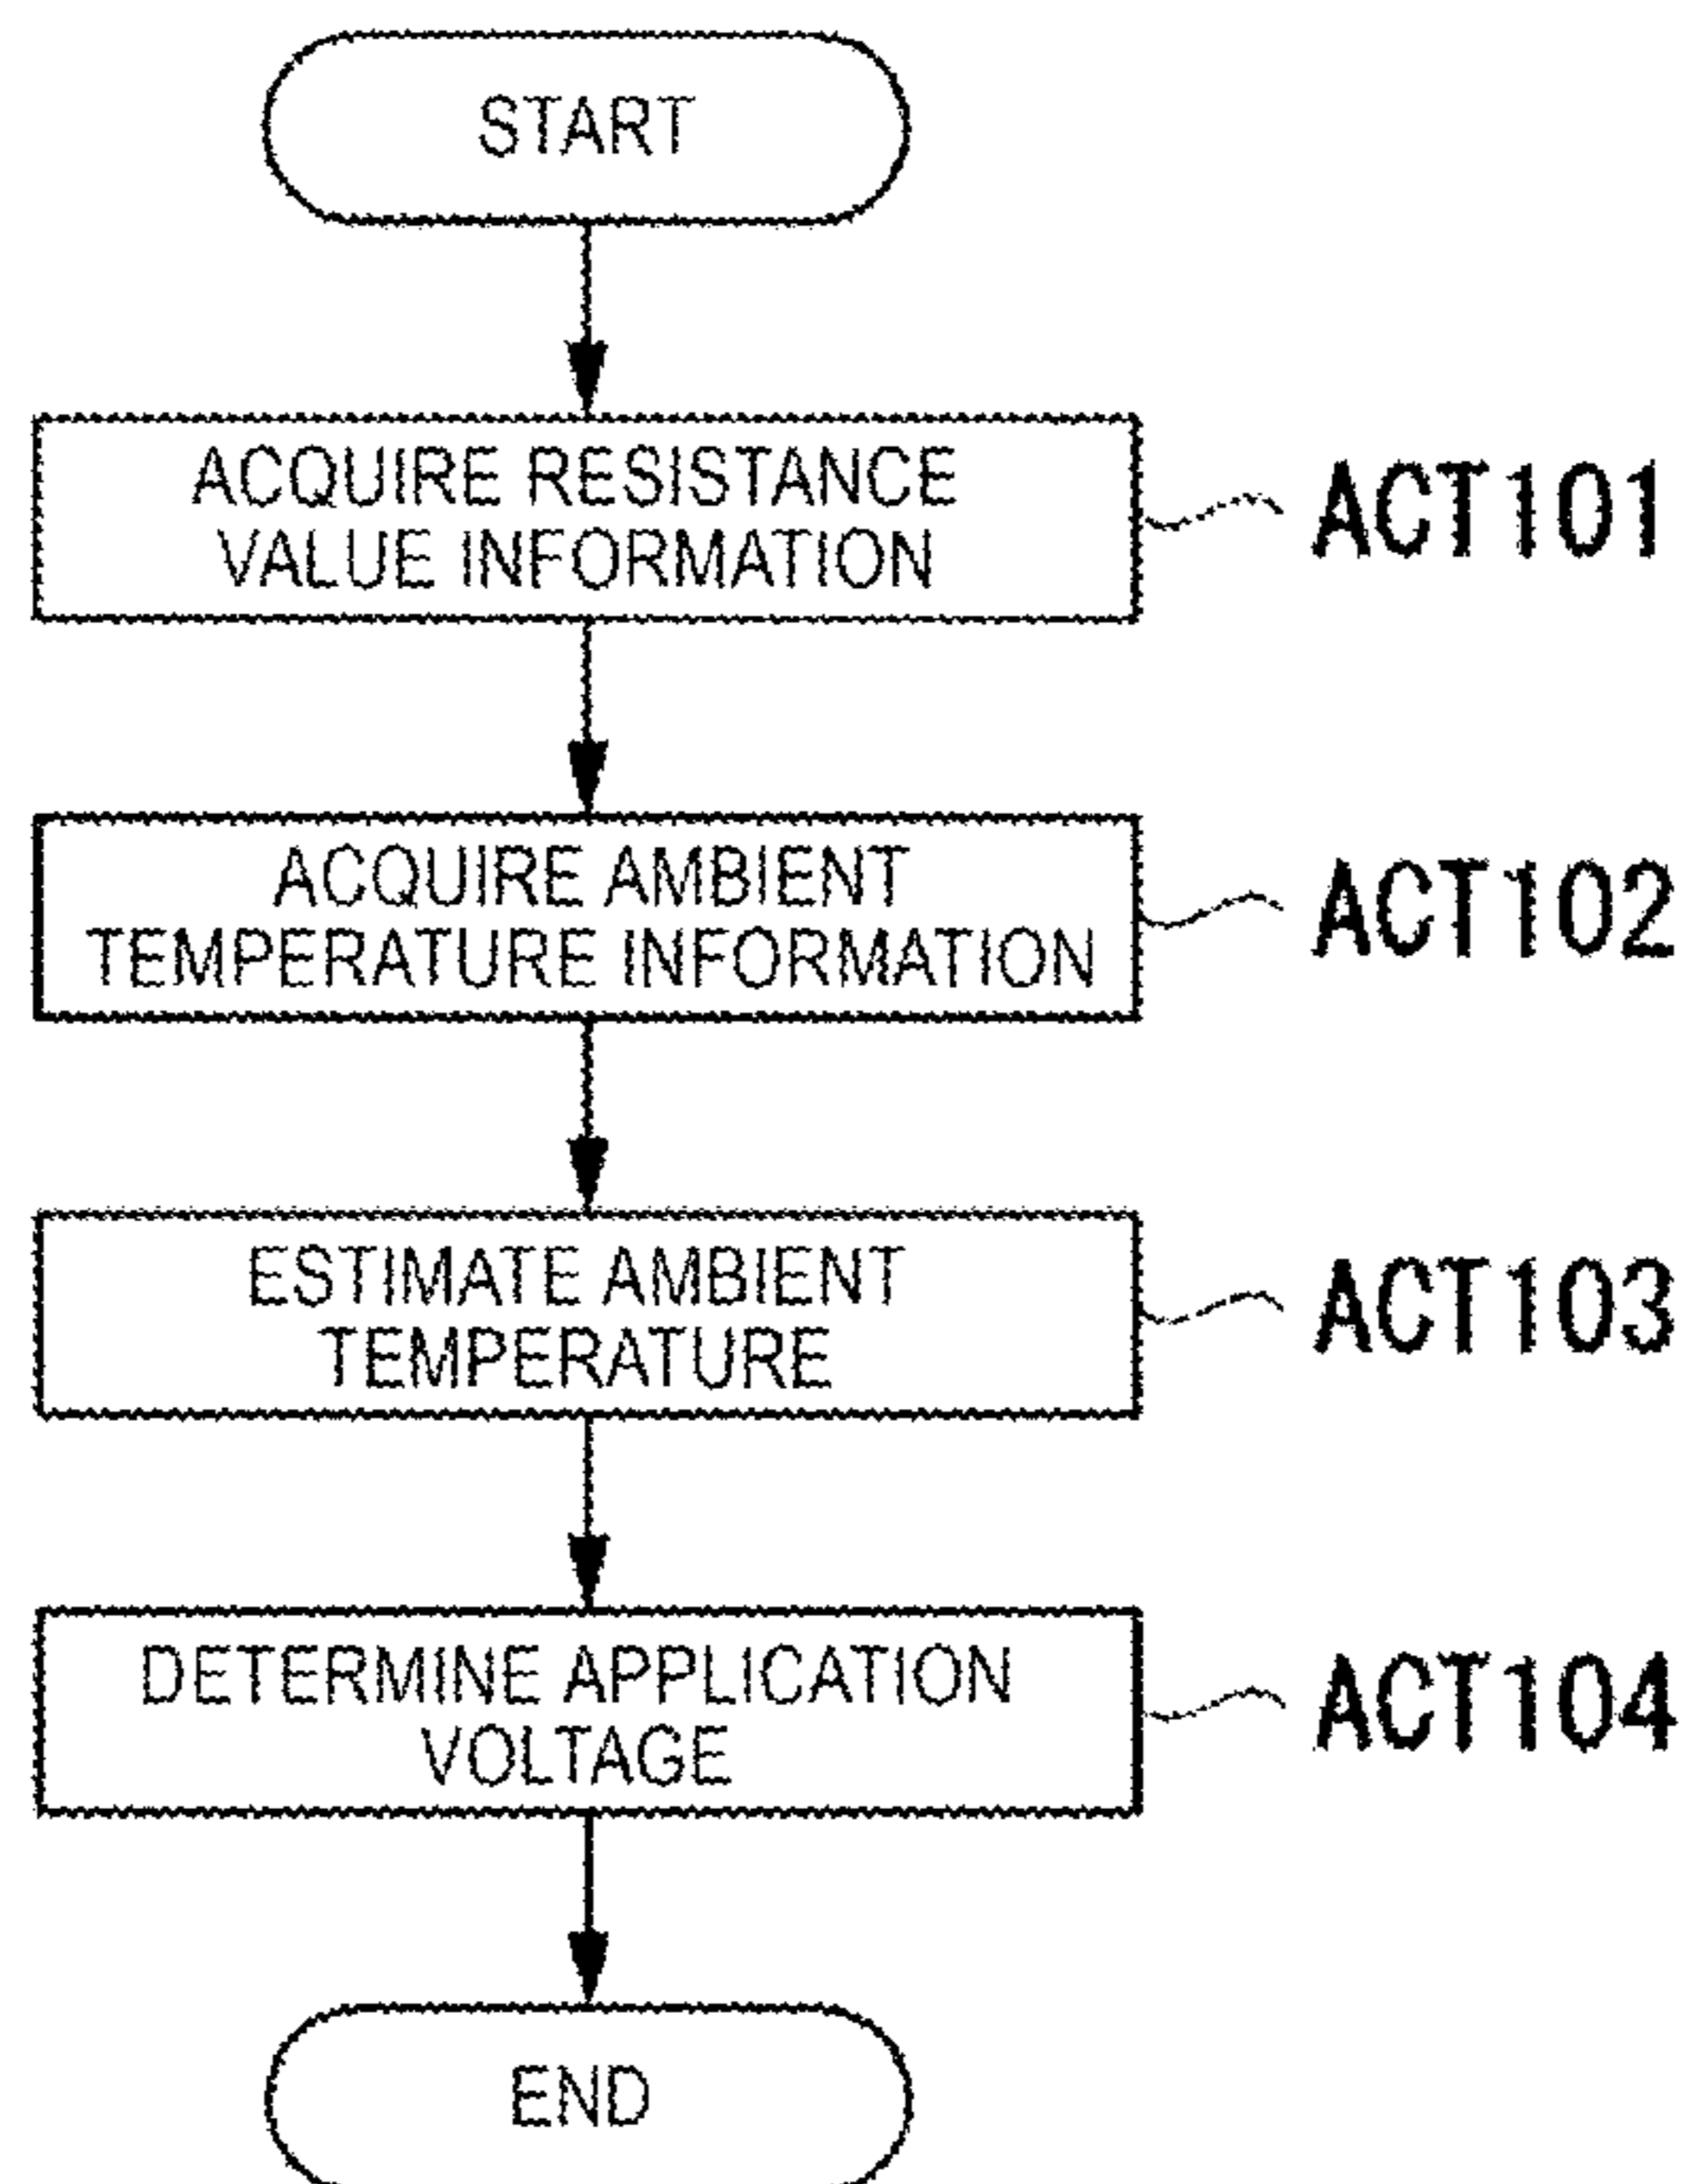 START
ACQUIRE RESISTANCE
VALUE INFORMATION
ACT101
ACQUIRE AMBIENT
TEMPERATURE INFORMATION
ACT102
ESTIMATE AMBIENT
TEMPERATURE
ACT103
DETERMINE APPLICATION
VOLTAGE
ACT104
END